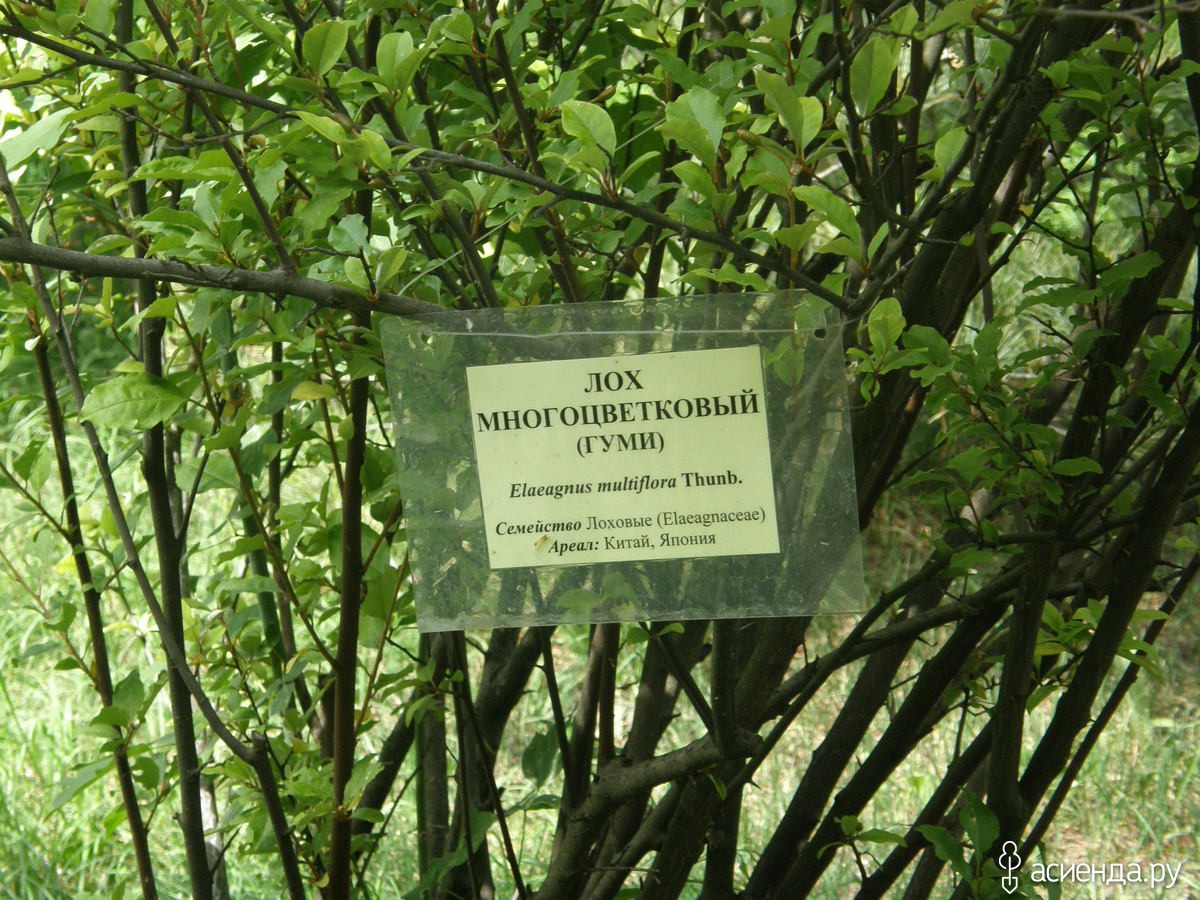 ЛОХ
МНОГОЦВЕТКОВЫЙ
(ГУМИ)
Elaeagnus multiflora Thunb.
Семейство Лоховые (Elaeagnaceae)
Ареал: Китай, Япония
асиенда.ру